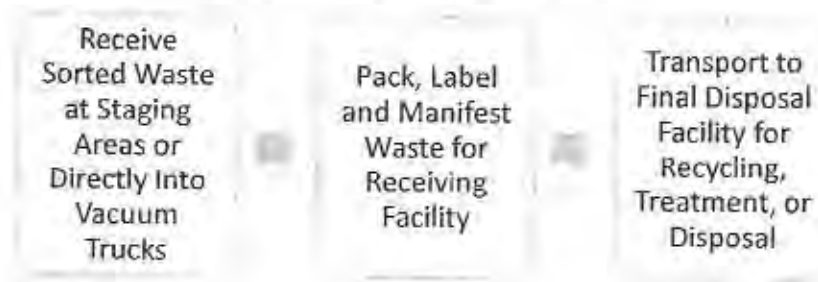 Receive
Sorted Waste
at Staging
Areas or
Directly Into
Vacuum
Trucks
Pack, Label
and Manifest
Waste for
Receiving
Facility
Transport to
Final Disposal
Facility for
Recycling,
Treatment, or
Disposal